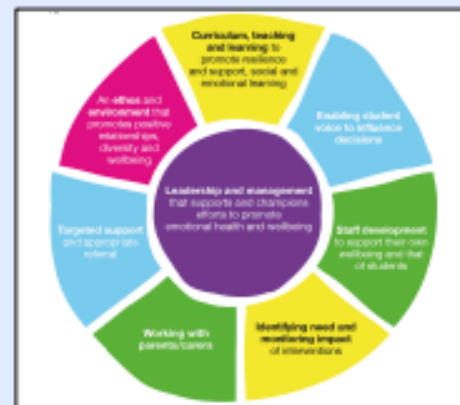 Curriculum, teaching
and learning to
promote resilience
and support, social and
emotional learning
Enabling student
voice to influence
decisions
Staff development
to support their own
wellbeing and that
of students
Identifying need and
monitoring impact
of interventions
Working with
parents/carers
Targeted support
and appropriate
referral
An ethos and
environment that
promotes positive
relationships,
diversity and
wellbeing
Leadership and management
that supports and champions
efforts to promote
emotional health and wellbeing